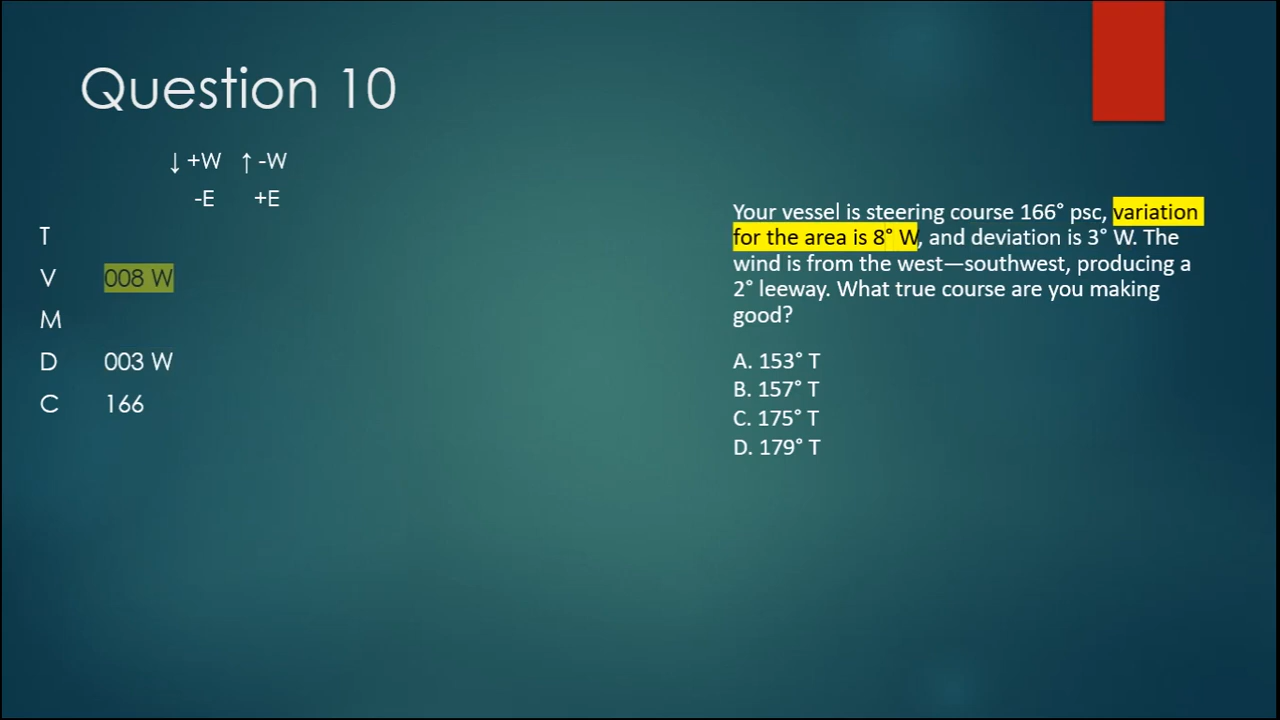 Question 10
↓ +W ↑ -W
-E +E
T
V 008 W
M
D 003 W
C 166
Your vessel is steering course 166° psc, variation
for the area is 8° W, and deviation is 3° W. The
wind is from the west—southwest, producing a
2° leeway. What true course are you making
good?
A. 153° T
B. 157° T
C. 175° T
D. 179° T